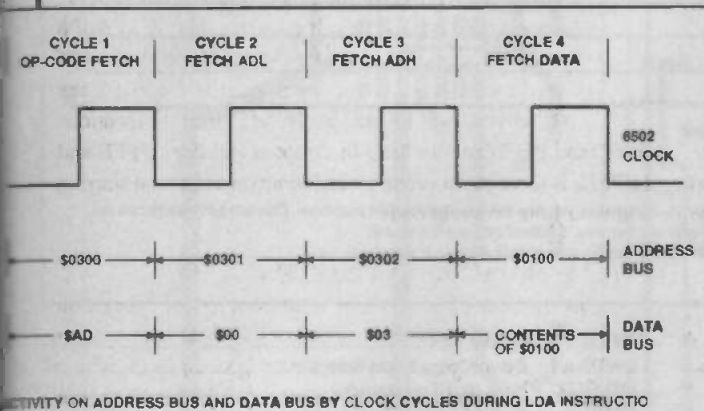 CYCLE 1
OP-CODE FETCH
CYCLE 2
FETCH ADL
CYCLE 3
FETCH ADH
CYCLE 4
FETCH DATA
6502
CLOCK
$0300
$0301
$0302
$0100
ADDRESS
BUS
$AD
$00
$03
CONTENTS
OF $0100
DATA
BUS
CTIVITY ON ADDRESS BUS AND DATA BUS BY CLOCK CYCLES DURING LDA INSTRUCTIO